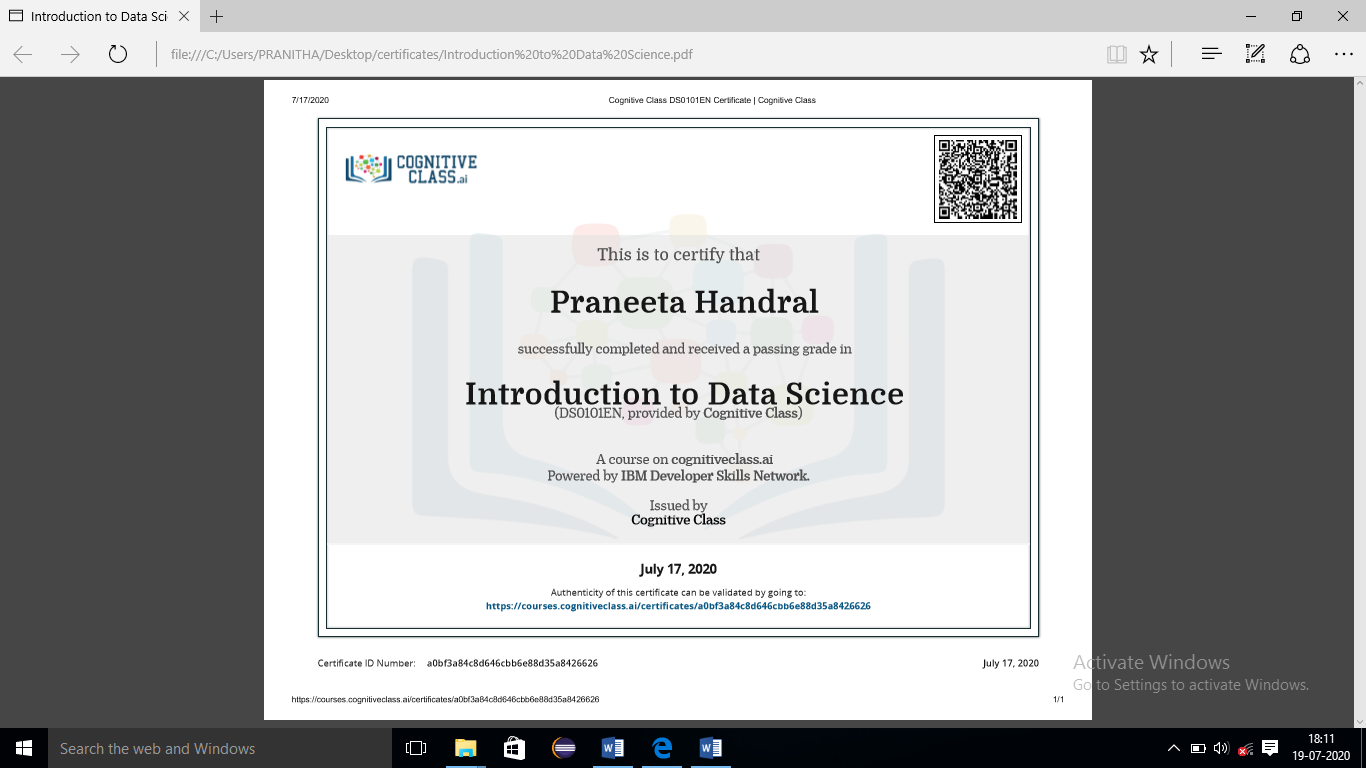 Introduction to Data Sci
file:///C:/Users/PRANITHA/Desktop/certificates/Introduction%20to%20Data%20Science.pdf
7/17/2020 Cognitive Class DS0101EN Certificate | Cognitive Class
COGNITIVE
CLASS.ai
This is to certify that
Praneeta Handral
successfully completed and received a passing grade in
Introduction to Data Science
(DS0101EN, provided by Cognitive Class)
A course on cognitiveclass.ai
Powered by IBM Developer Skills Network.
Issued by
Cognitive Class
July 17, 2020
Authenticity of this certificate can be validated by going to:
https://courses.cognitiveclass.ai/certificates/a0bf3a84c8d646cbb6e88d35a8426626
Certificate ID Number: a0bf3a84c8d646cbb6e88d35a8426626 July 17, 2020
https://courses.cognitiveclass.ai/certificates/a0bf3a84c8d646cbb6e88d35a8426626 1/1
Activate Windows
Go to Settings to activate Windows.
Search the web and Windows
18:11
19-07-2020